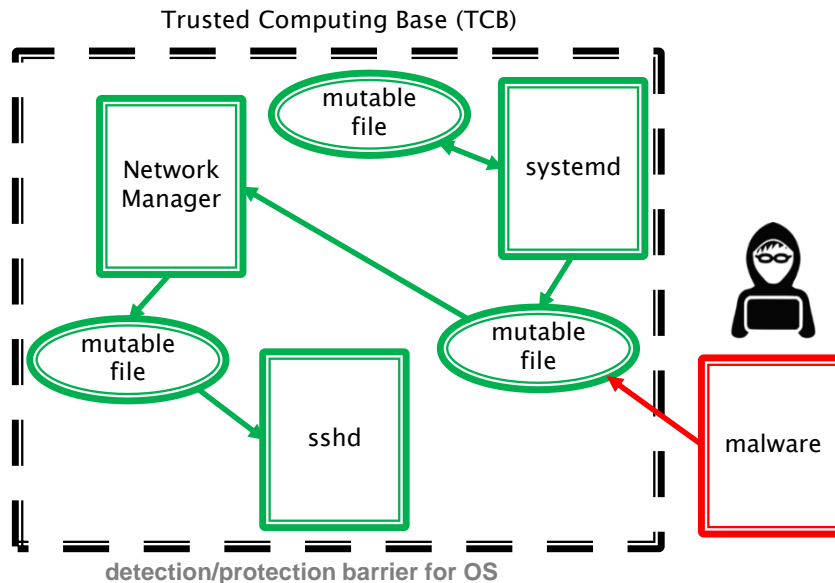 Trusted Computing Base (TCB)
mutable
file
Network
Manager
systemd
mutable
file
mutable
file
sshd
malware
detection/protection barrier for OS